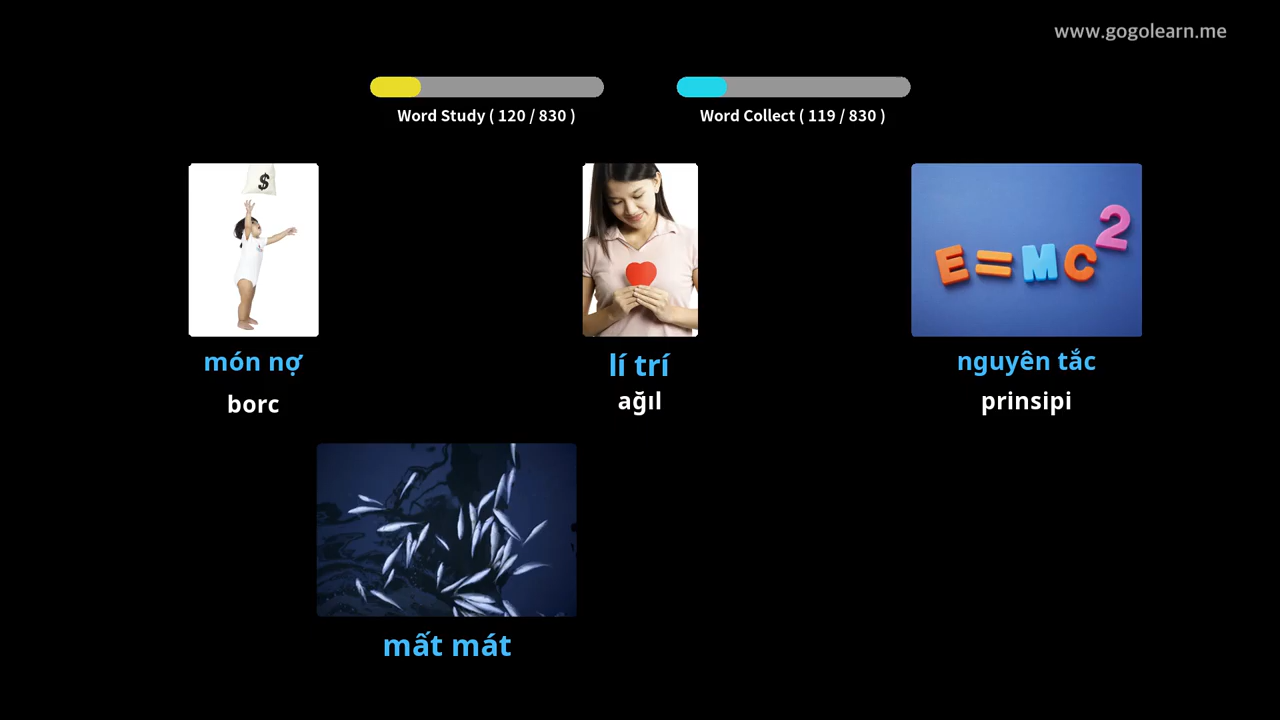 www.gogolearn.me
Word Study ( 120 / 830 )
Word Collect ( 119 / 830 )
$
E=MC2
món nợ
lí trí
nguyên tắc
borc
ağıl
prinsipi
mất mát